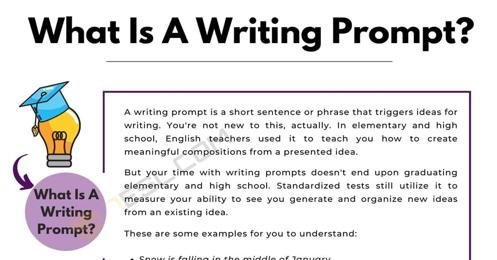 What Is A Writing Prompt?
A writing prompt is a short sentence or phrase that triggers ideas for
writing. You're not new to this, actually. In elementary and high
school, English teachers used it to teach you how to create
meaningful compositions from a presented idea.
But your time with writing prompts doesn't end upon graduating
elementary and high school. Standardized tests still utilize it to
measure your ability to see you generate and organize new ideas
from an existing idea.
These are some examples for you to understand:
What Is A
Writing
Prompt?
• Snow is falling in the middle of January